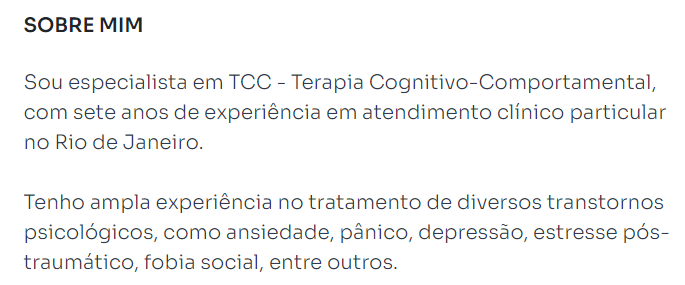 SOBRE MIM
Sou especialista em TCC - Terapia Cognitivo-Comportamental,
com sete anos de experiência em atendimento clínico particular
no Rio de Janeiro.
Tenho ampla experiência no tratamento de diversos transtornos
psicológicos, como ansiedade, pânico, depressão, estresse pós-
traumático, fobia social, entre outros.